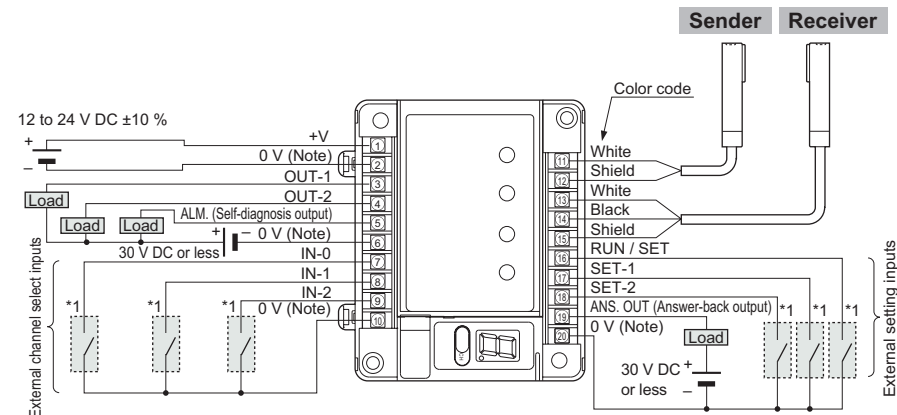 Sender Receiver
Color code
12 to 24 V DC ±10 %
+
–
+V
0 V (Note)
OUT-1
OUT-2
ALM. (Self-diagnosis output)
0 V (Note)
IN-0
IN-1
IN-2
0 V (Note)
Load
Load
Load
+
–
30 V DC or less
External channel select inputs
*1
*1
*1
1
2
3
4
5
6
7
8
9
10
11
12
13
14
15
16
17
18
19
20
White
Shield
White
Black
Shield
RUN / SET
SET-1
SET-2
ANS. OUT (Answer-back output)
0 V (Note)
Load
30 V DC
or less
+
–
*1
*1
*1
External setting inputs